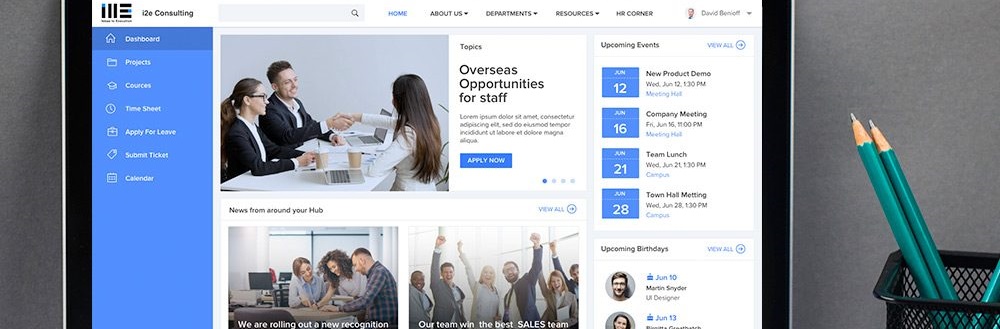 i2e Consulting
Ideas to Execution
HOME
ABOUT US
DEPARTMENTS
RESOURCES
HR CORNER
David Benioff
Dashboard
Projects
Cources
Time Sheet
Apply For Leave
Submit Ticket
Calendar
Topics
Overseas
Opportunities
for staff
Lorem ipsum dolor sit amet, consectetur
adipiscing elit, sed do eiusmod tempor
incididunt ut labore et dolore magna
aliqua.
APPLY NOW
News from around your Hub
VIEW ALL
We are rolling out a new recognition
Our team win the best SALES team
Upcoming Events
VIEW ALL
JUN
12
New Product Demo
Wed, Jun 12, 1:30 PM
Meeting Hall
JUN
16
Company Meeting
Fri, Jun 16, 11:00 PM
Meeting Hall
JUN
21
Team Lunch
Wed, Jun 21, 1:30 PM
Campus
JUN
28
Town Hall Metting
Wed, Jun 28, 1:30 PM
Campus
Upcoming Birthdays
VIEW ALL
Jun 10
Martin Snyder
UI Designer
Jun 13